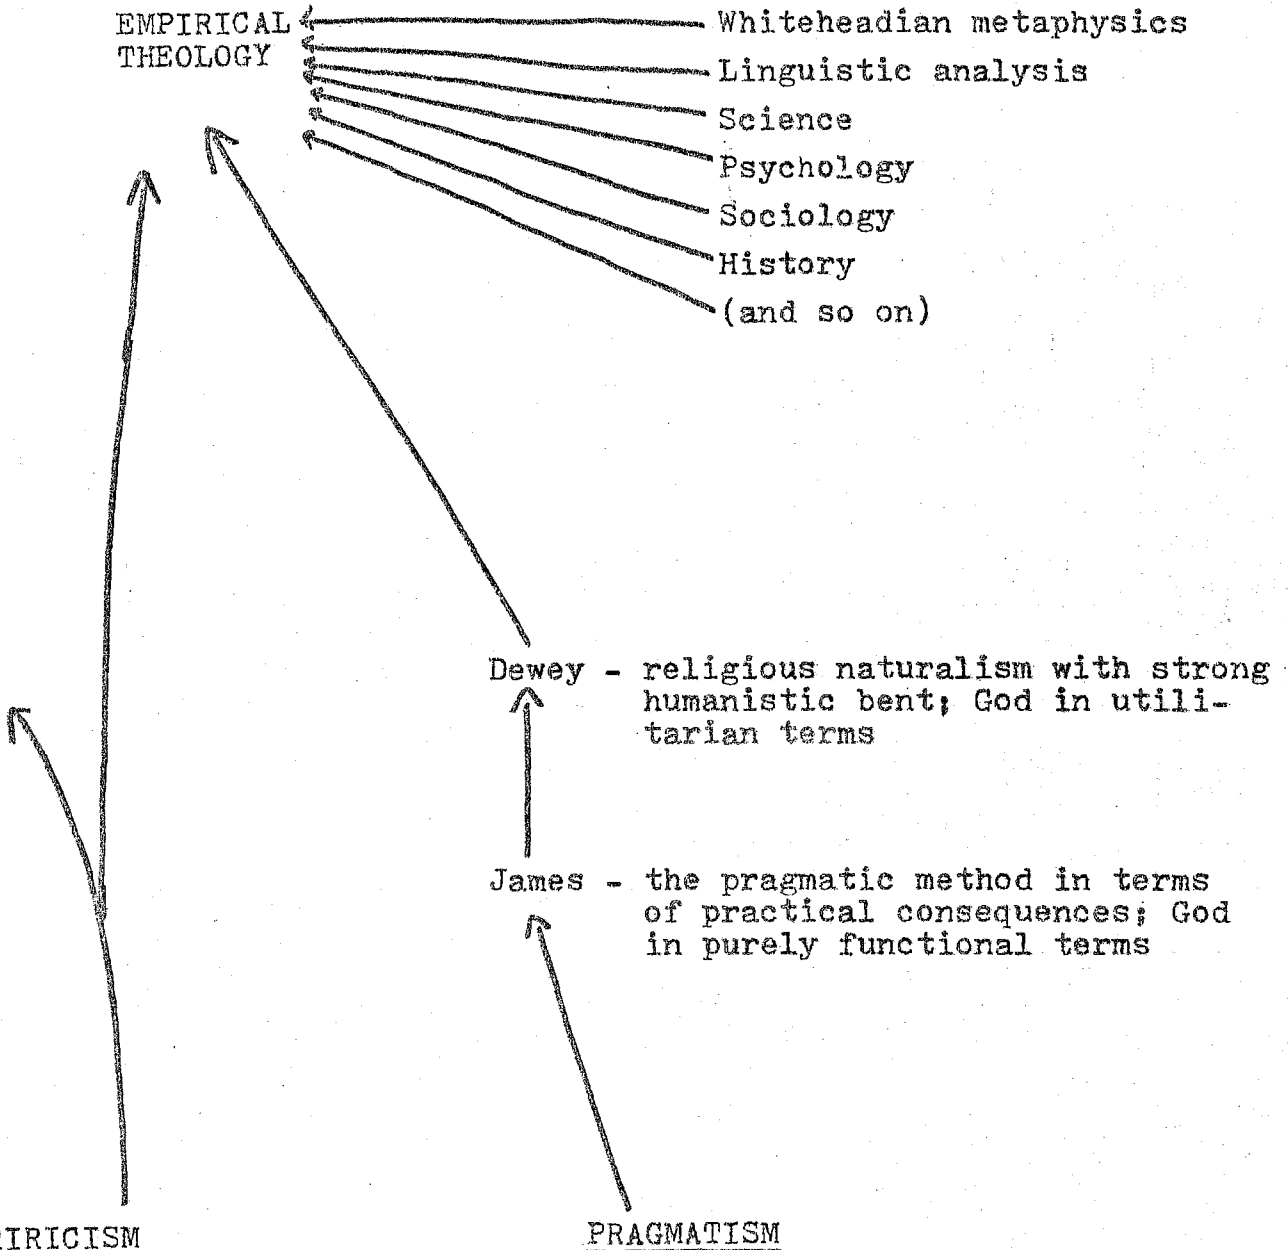 EMPIRICAL
THEOLOGY
Whiteheadian metaphysics
Linguistic analysis
Science
Psychology
Sociology
History
(and so on)
Dewey - religious naturalism with strong
humanistic bent; God in utili-
tarian terms
James - the pragmatic method in terms
of practical consequences; God
in purely functional terms
RIRICISM
PRAGMATISM